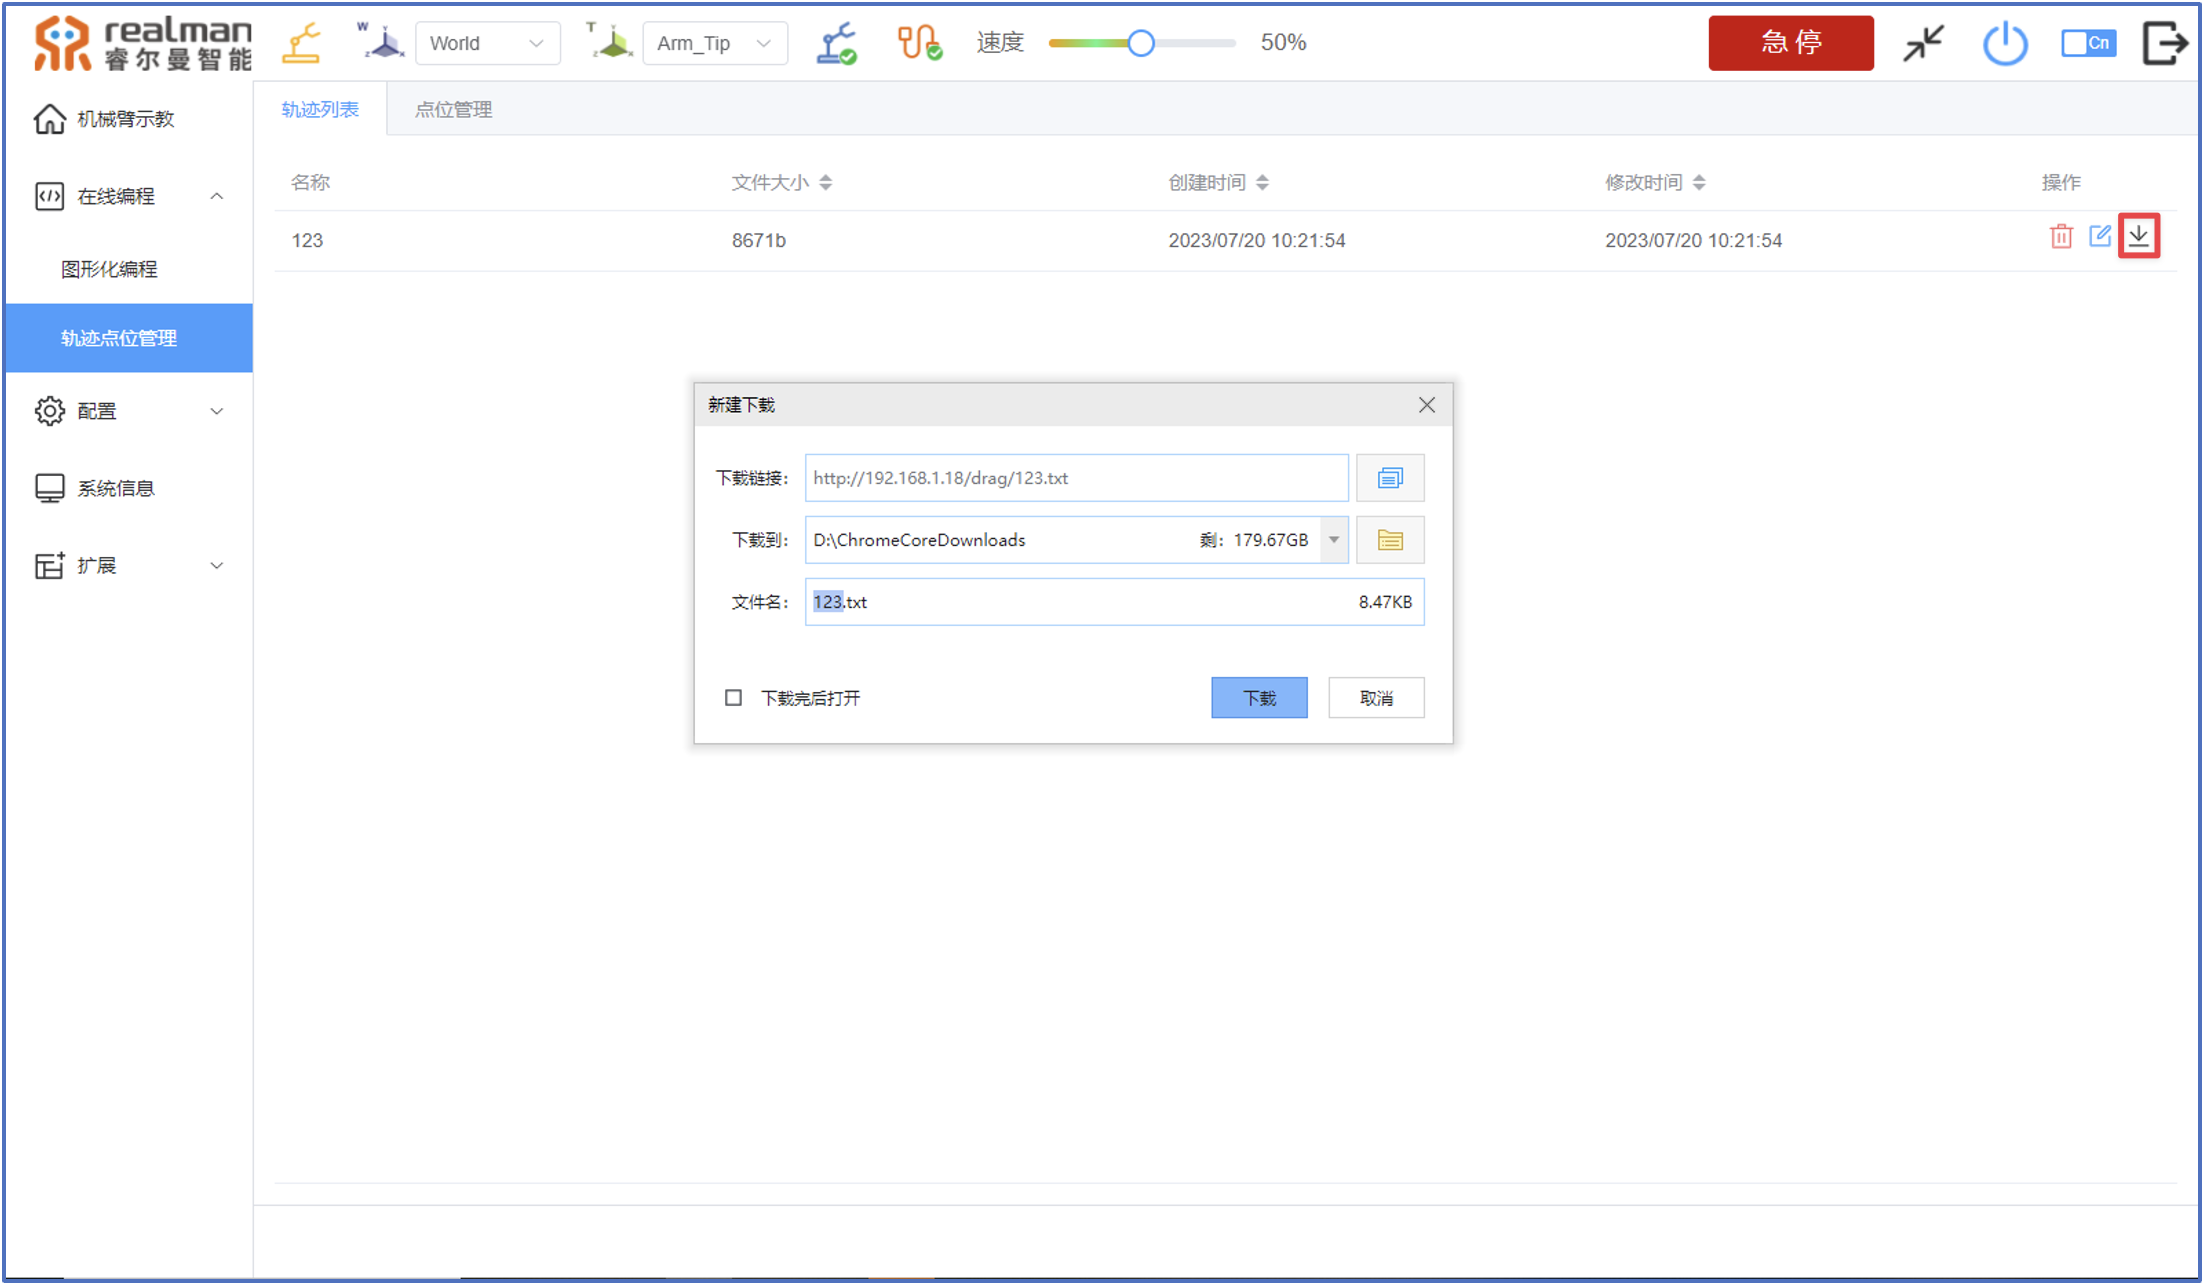 realman
睿尔曼智能
W
World
T
Arm_Tip
速度
50%
急停
Cn
机械臂示教
在线编程
图形化编程
轨迹点位管理
配置
系统信息
扩展
轨迹列表
点位管理
名称
文件大小
创建时间
修改时间
操作
123
8671b
2023/07/20 10:21:54
2023/07/20 10:21:54
新建下载
下载链接：
http://192.168.1.18/drag/123.txt
下载到：
D:\ChromeCoreDownloads
剩：179.67GB
文件名：
123.txt
8.47KB
下载完后打开
下载
取消